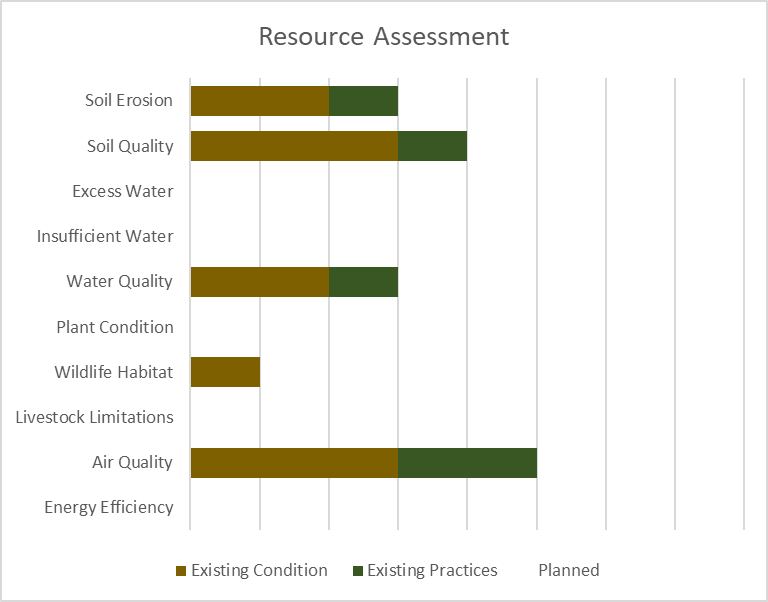 Resource Assessment
Soil Erosion
Soil Quality
Excess Water
Insufficient Water
Water Quality
Plant Condition
Wildlife Habitat
Livestock Limitations
Air Quality
Energy Efficiency
Existing Condition Existing Practices Planned